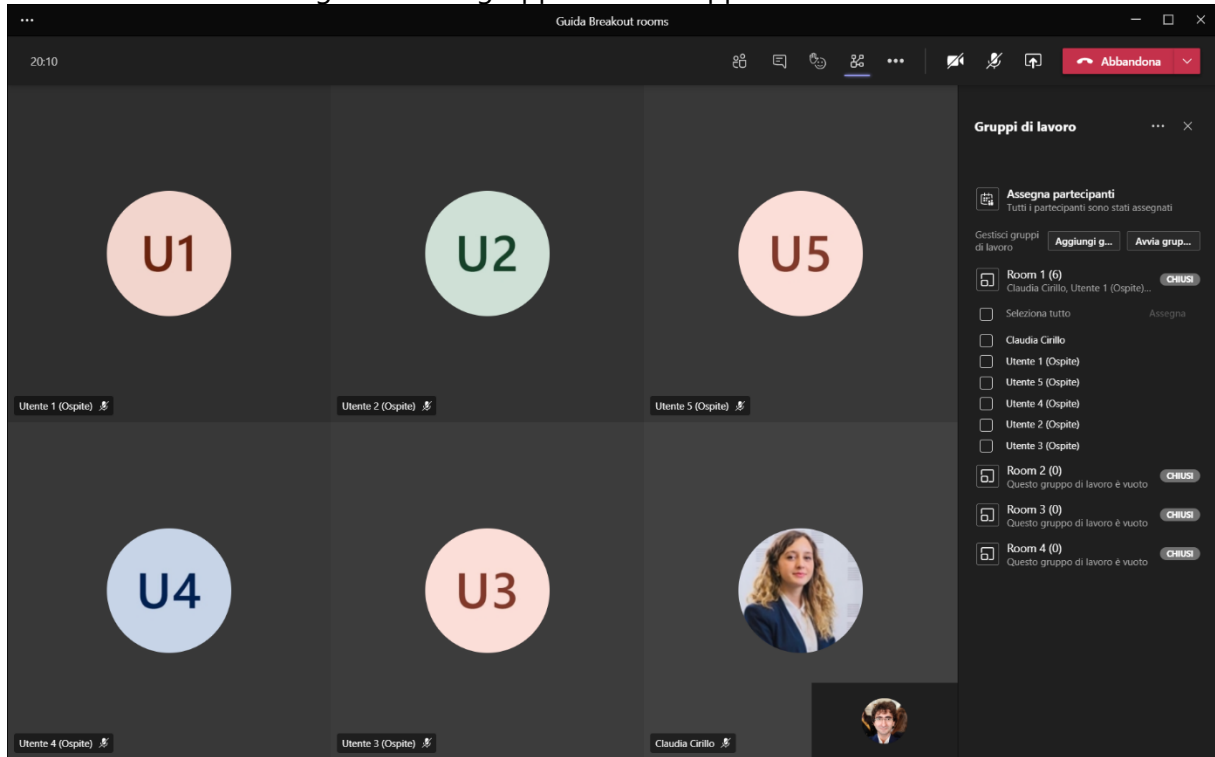 Guida Breakout rooms
20:10
Abbandona
U1
U2
U5
Utente 1 (Ospite)
Utente 2 (Ospite)
Utente 5 (Ospite)
U4
U3
Utente 4 (Ospite)
Utente 3 (Ospite)
Claudia Cirillo
Gruppi di lavoro
Assegna partecipanti
Tutti i partecipanti sono stati assegnati
Gestisci gruppi
di lavoro
Aggiungi g...
Avvia grup...
Room 1 (6)
CHIUSI
Claudia Cirillo, Utente 1 (Ospite)...
Seleziona tutto
Assegna
Claudia Cirillo
Utente 1 (Ospite)
Utente 5 (Ospite)
Utente 4 (Ospite)
Utente 2 (Ospite)
Utente 3 (Ospite)
Room 2 (0)
CHIUSI
Questo gruppo di lavoro è vuoto
Room 3 (0)
CHIUSI
Questo gruppo di lavoro è vuoto
Room 4 (0)
CHIUSI
Questo gruppo di lavoro è vuoto